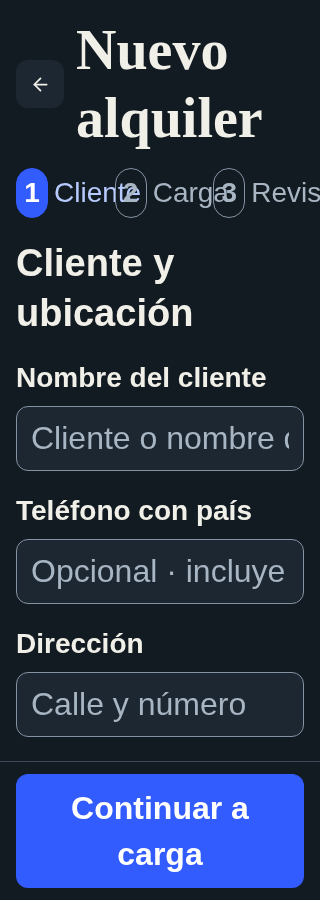 Nuevo
alquiler
1 Cliente 2 Carga 3 Revis
Cliente y
ubicación
Nombre del cliente
Cliente o nombre
Teléfono con país
Opcional · incluye
Dirección
Calle y número
Continuar a
carga